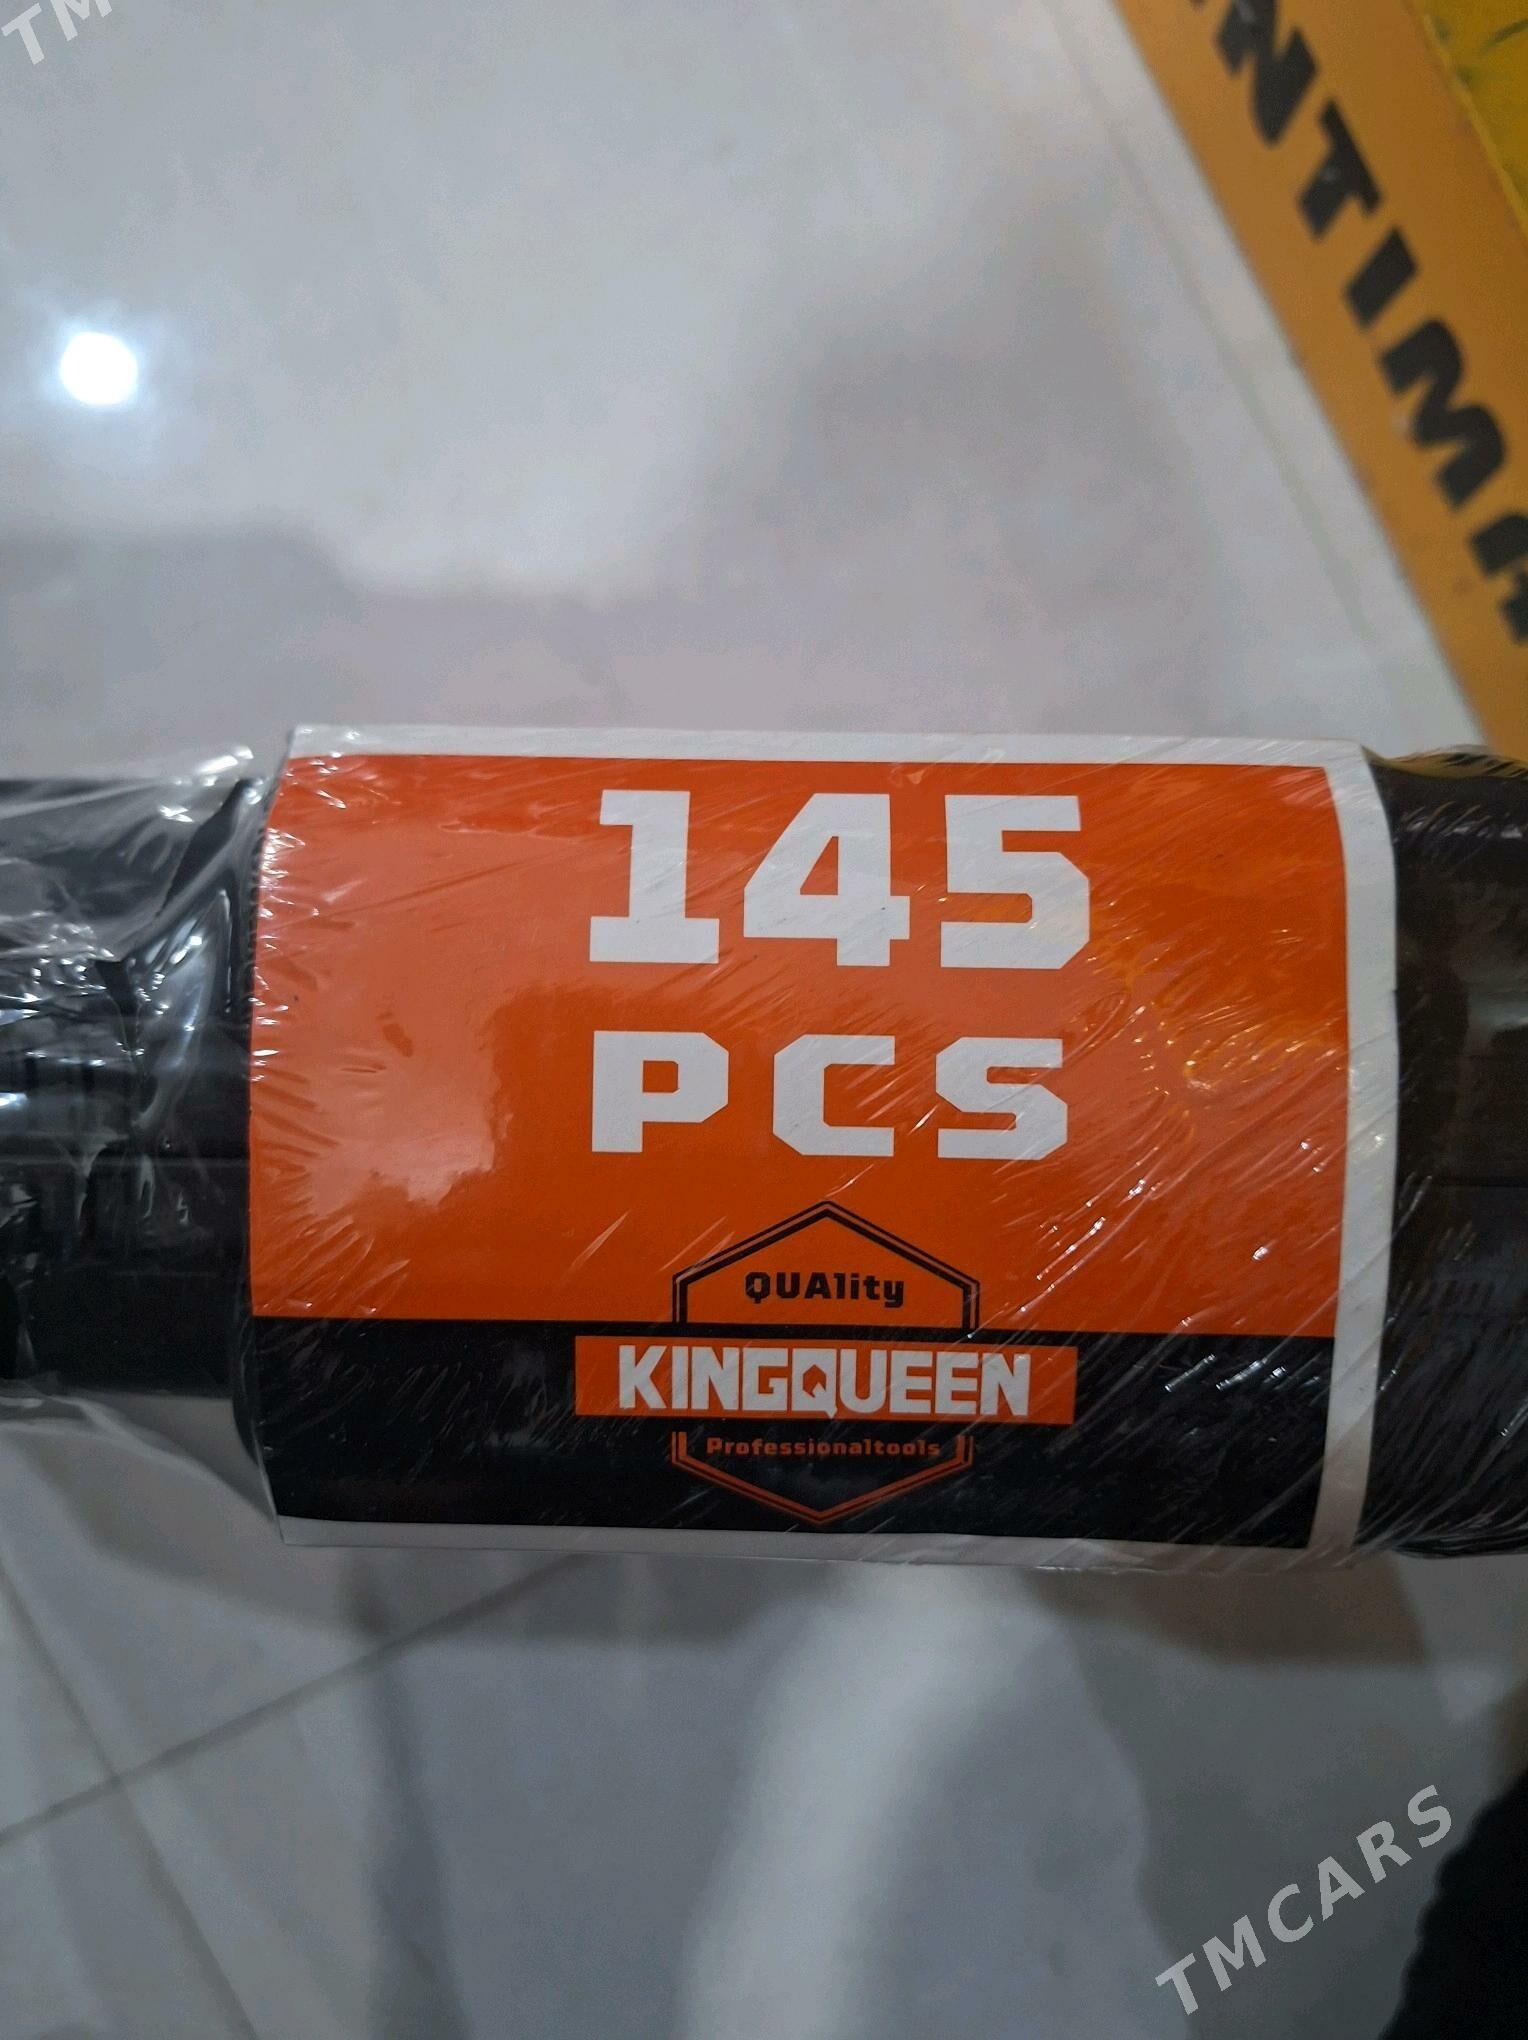 TM
NTIM
145
PCS
QUAlity
KINGQUEEN
Professionaltools
TMCARS